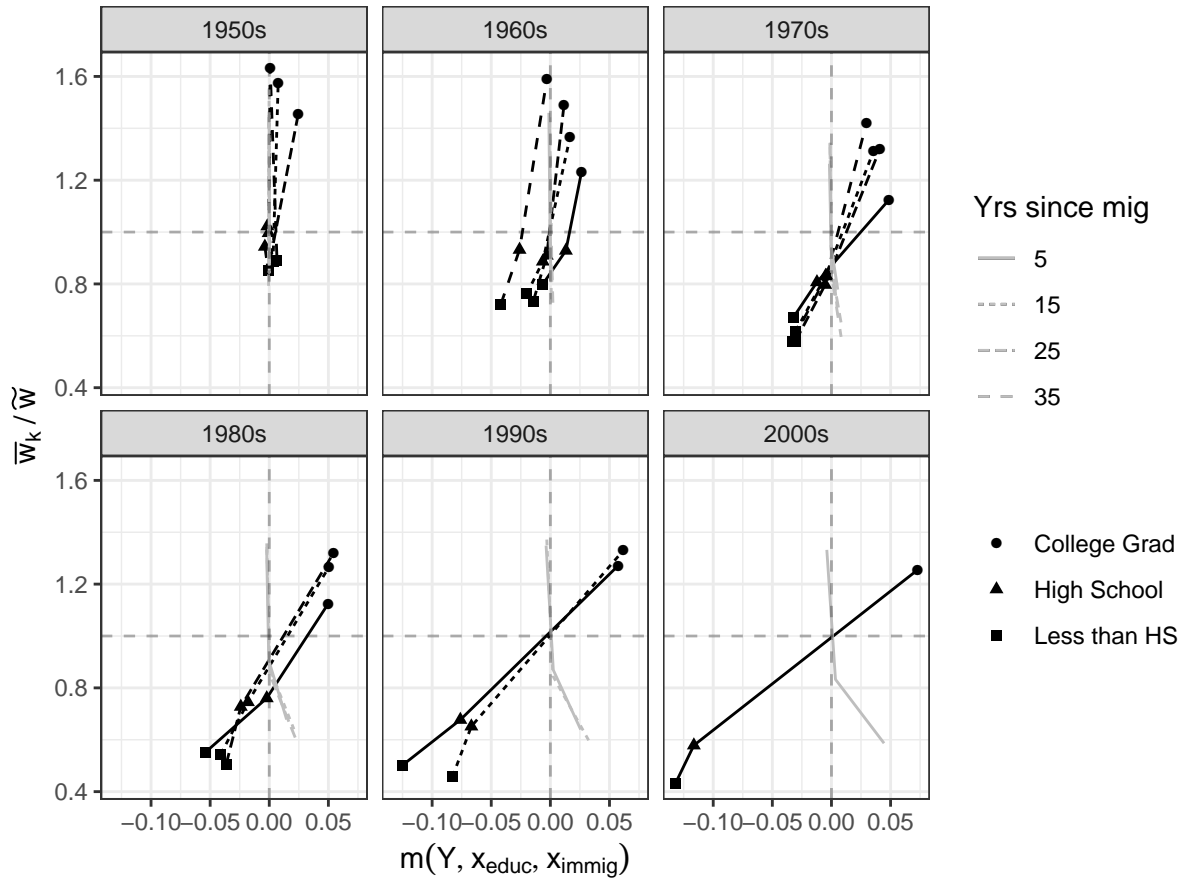 1950s
1960s
1970s
1.6
1.2
0.8
0.4
1980s
1990s
2000s
1.6
1.2
0.8
0.4
−0.10 −0.05 0.00 0.05
−0.10 −0.05 0.00 0.05
−0.10 −0.05 0.00 0.05
w̅k / w̃
m(Y, xeduc, ximmig)
Yrs since mig
5
15
25
35
College Grad
High School
Less than HS